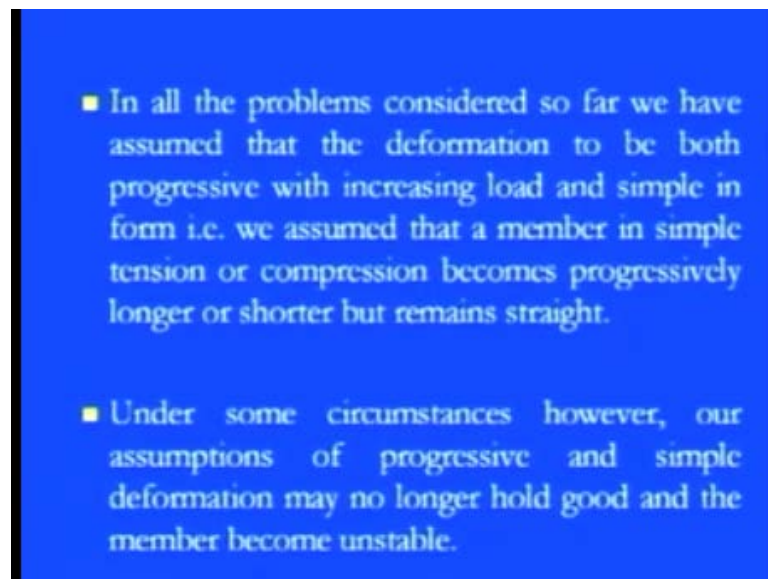 In all the problems considered so far we have
assumed that the deformation to be both
progressive with increasing load and simple in
form i.e. we assumed that a member in simple
tension or compression becomes progressively
longer or shorter but remains straight.
Under some circumstances however, our
assumptions of progressive and simple
deformation may no longer hold good and the
member become unstable.